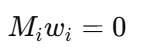 $M_i w_i = 0$